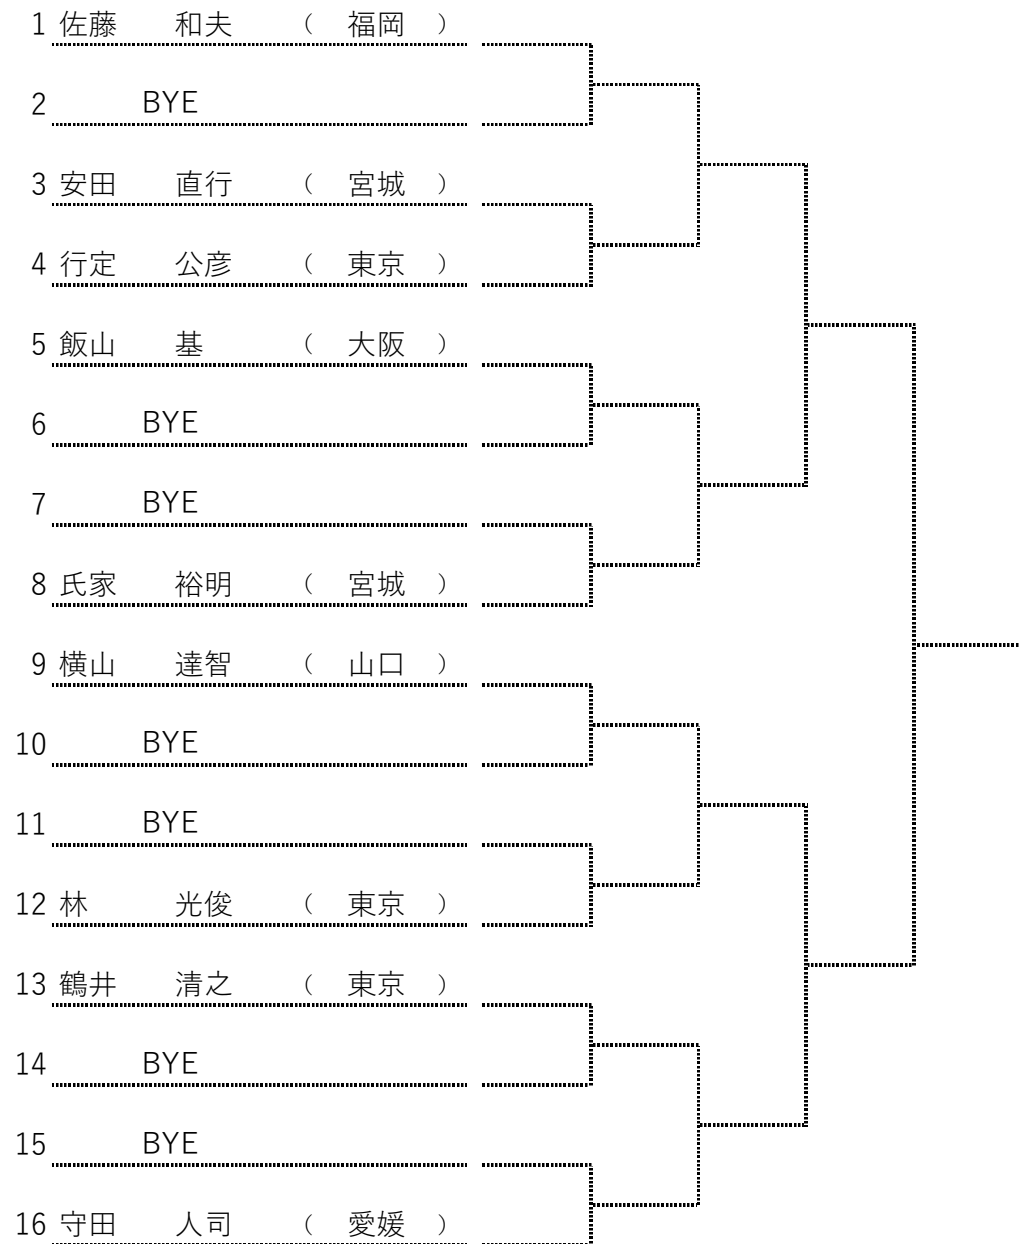 1 佐藤 和夫 （ 福岡 ）
2 BYE
3 安田 直行 （ 宮城 ）
4 行定 公彦 （ 東京 ）
5 飯山 基 （ 大阪 ）
6 BYE
7 BYE
8 氏家 裕明 （ 宮城 ）
9 横山 達智 （ 山口 ）
10 BYE
11 BYE
12 林 光俊 （ 東京 ）
13 鶴井 清之 （ 東京 ）
14 BYE
15 BYE
16 守田 人司 （ 愛媛 ）